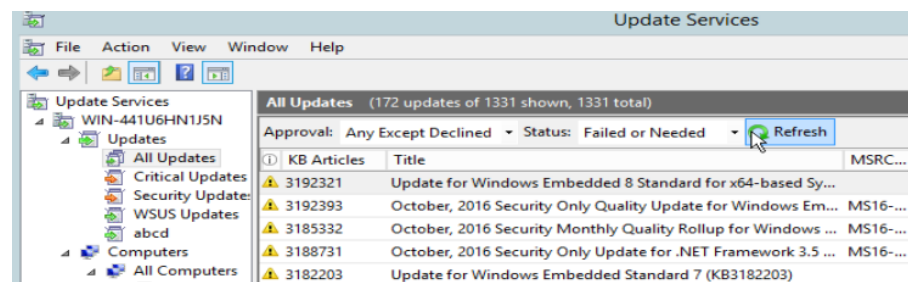 Update Services
File Action View Window Help
Update Services
WIN-441U6HN1J5N
Updates
All Updates
Critical Updates
Security Updates
WSUS Updates
abcd
Computers
All Computers
All Updates (172 updates of 1331 shown, 1331 total)
Approval: Any Except Declined Status: Failed or Needed Refresh
KB Articles Title MSRC...
3192321 Update for Windows Embedded 8 Standard for x64-based Sy...
3192393 October, 2016 Security Only Quality Update for Windows Em... MS16-...
3185332 October, 2016 Security Monthly Quality Rollup for Windows ... MS16-...
3188731 October, 2016 Security Only Update for .NET Framework 3.5 ... MS16-...
3182203 Update for Windows Embedded Standard 7 (KB3182203)